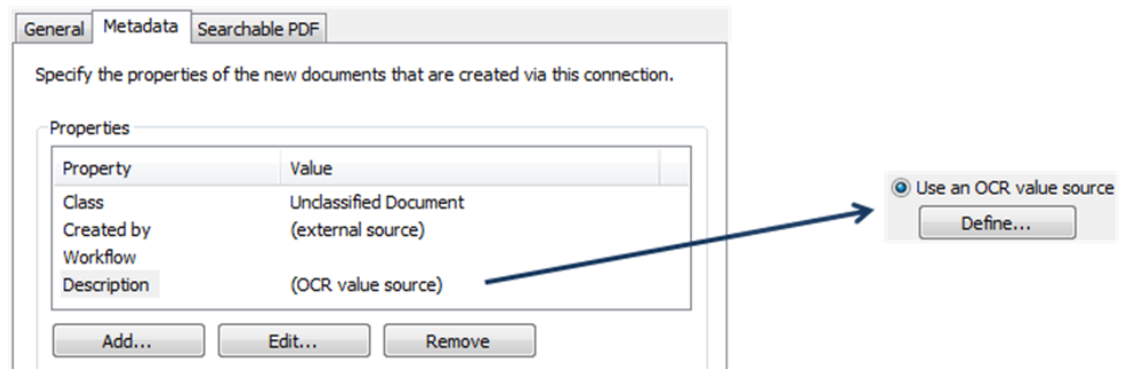 General Metadata Searchable PDF
Specify the properties of the new documents that are created via this connection.
Properties
Property Value
Class Unclassified Document
Created by (external source)
Workflow
Description (OCR value source)
Add... Edit... Remove
Use an OCR value source
Define...